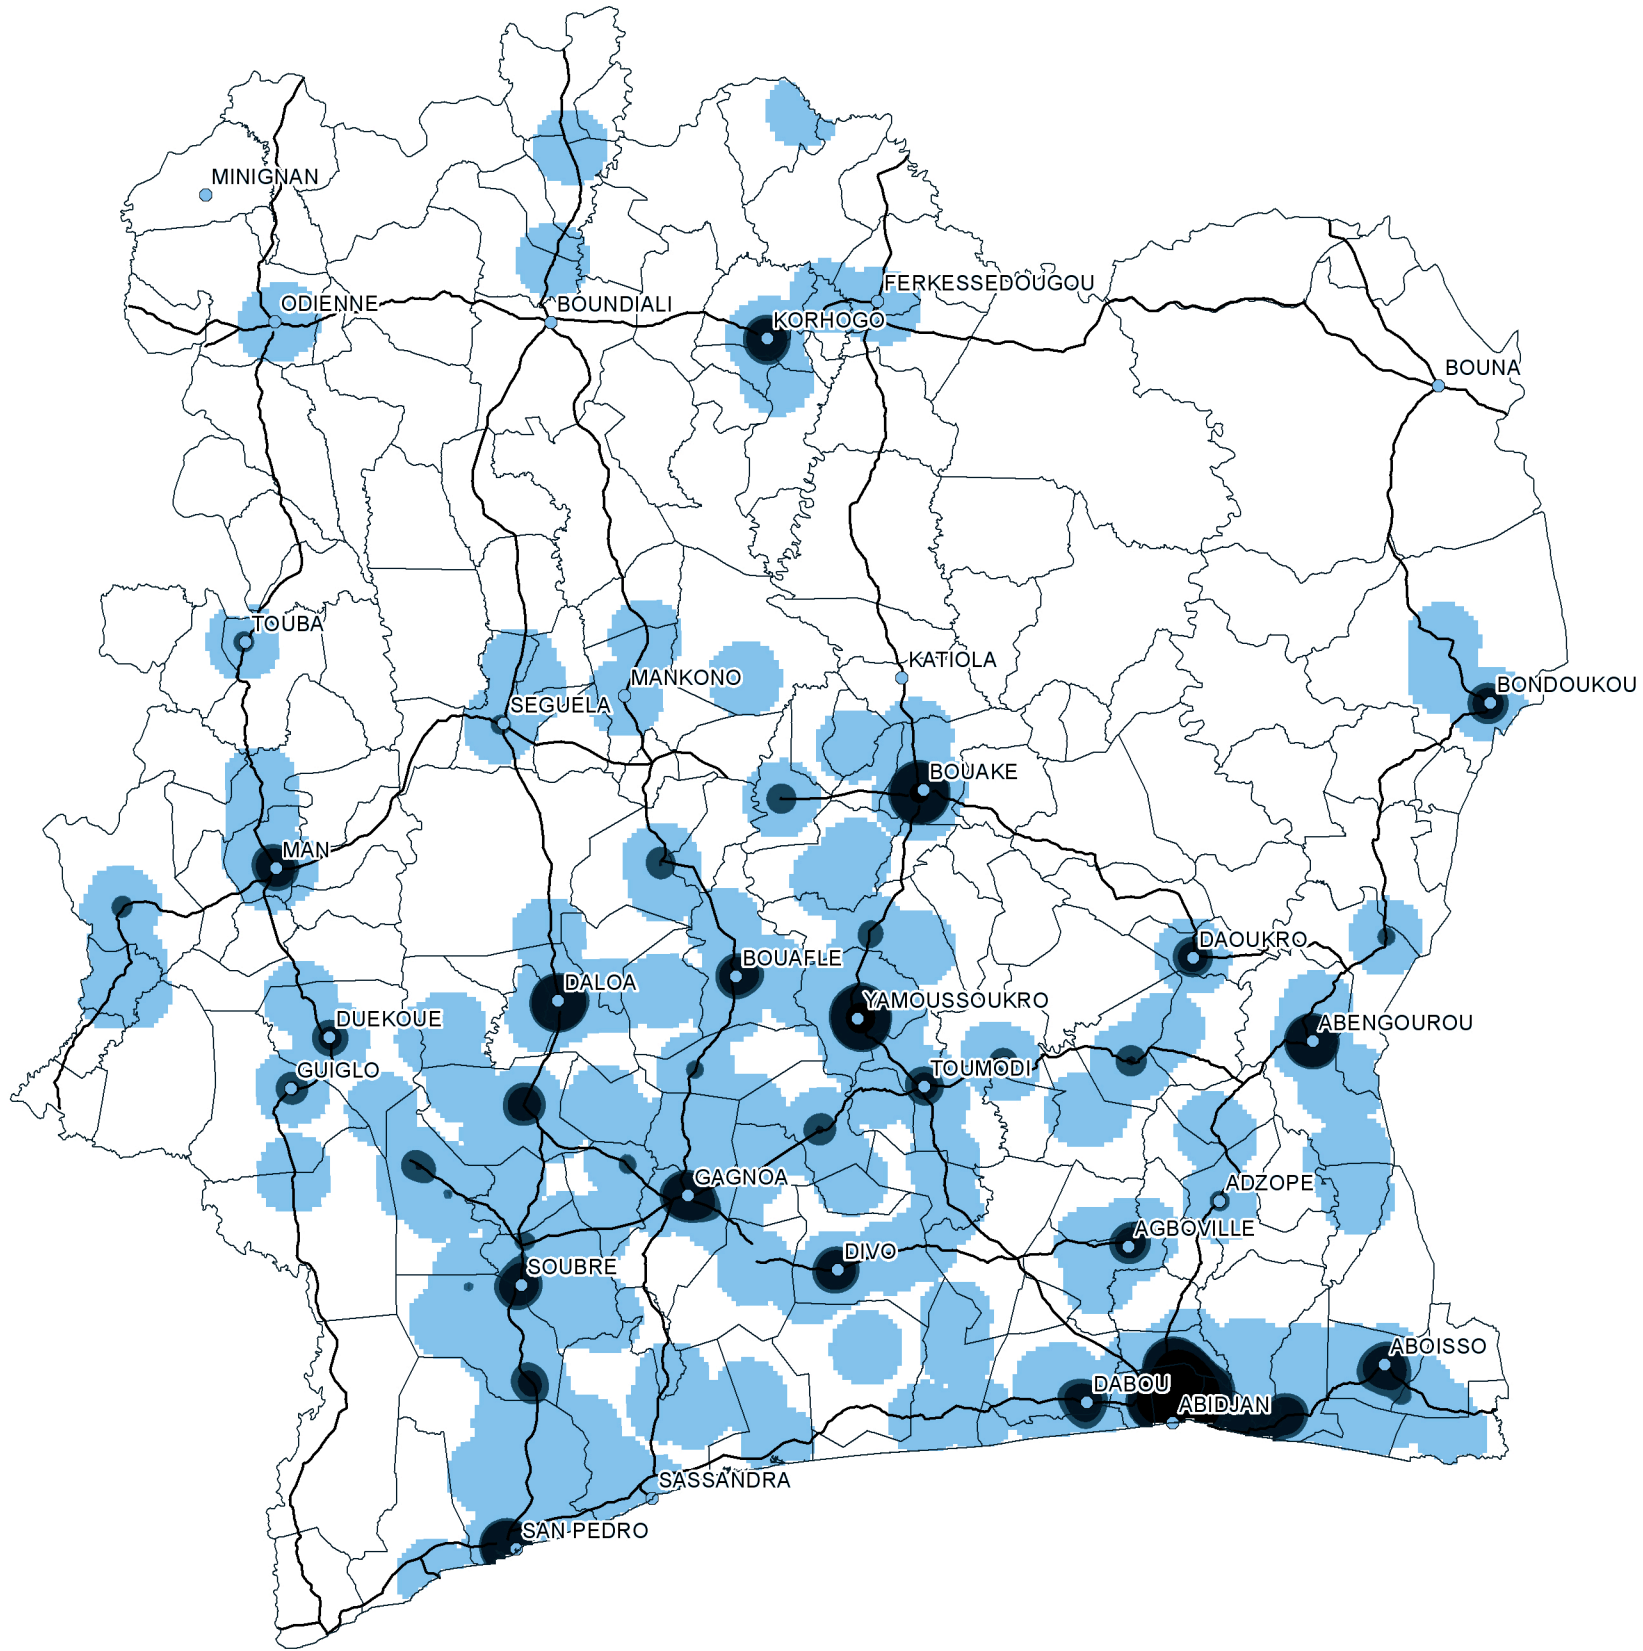 MINIGNAN
FERKESSEDOUGOU
ODIENNE
BOUNDIALI
KORHOGO
BOUNA
TOUBA
KATIOLA
MANKONO
BONDOUKOU
SEGUELA
BOUAKE
MAN
DAOUKRO
BOUAFLE
DALOA
YAMOUSSOUKRO
DUEKOUE
ABENGOUROU
GUIGLO
TOUMODI
GAGNOA
ADZOPE
AGBOVILLE
DIVO
SOUBRE
ABOISSO
DABOU
ABIDJAN
SASSANDRA
SAN PEDRO